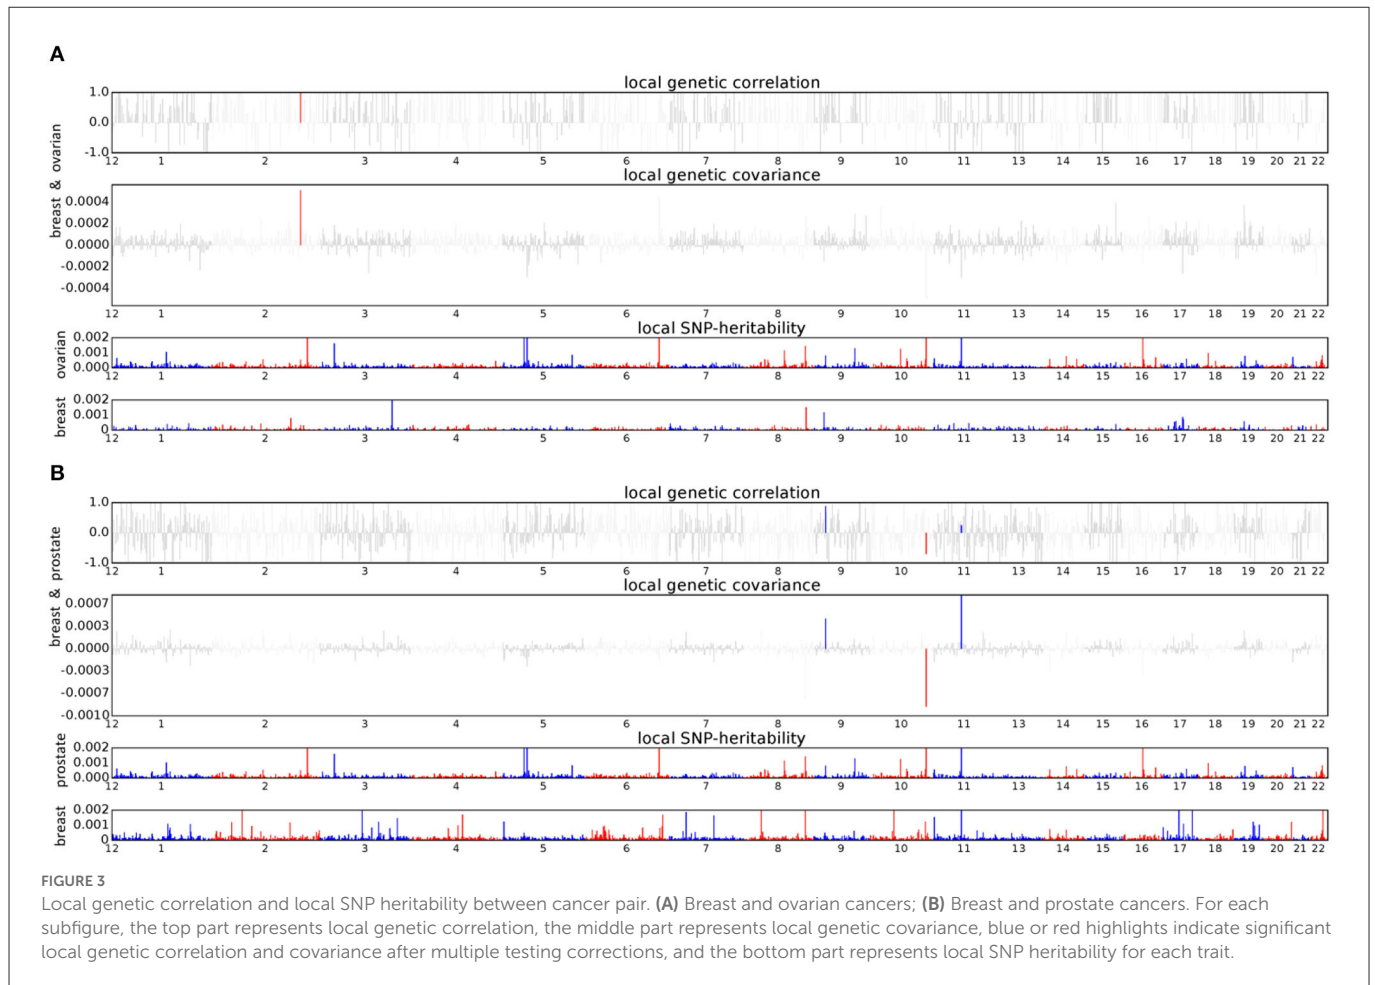 A
local genetic correlation
1.0
0.0
-1.0
12 1 2 3 4 5 6 7 8 9 10 11 13 14 15 16 17 18 19 20 21 22
breast & ovarian
local genetic covariance
0.0004
0.0002
0.0000
-0.0002
-0.0004
12 1 2 3 4 5 6 7 8 9 10 11 13 14 15 16 17 18 19 20 21 22
local SNP-heritability
ovarian
0.002
0.001
0.000
12 1 2 3 4 5 6 7 8 9 10 11 13 14 15 16 17 18 19 20 21 22
breast
0.002
0.001
0
12 1 2 3 4 5 6 7 8 9 10 11 13 14 15 16 17 18 19 20 21 22
B
local genetic correlation
1.0
0.0
-1.0
12 1 2 3 4 5 6 7 8 9 10 11 13 14 15 16 17 18 19 20 21 22
breast & prostate
local genetic covariance
0.0007
0.0003
0.0000
-0.0003
-0.0007
-0.0010
12 1 2 3 4 5 6 7 8 9 10 11 13 14 15 16 17 18 19 20 21 22
local SNP-heritability
prostate
0.002
0.001
0.000
12 1 2 3 4 5 6 7 8 9 10 11 13 14 15 16 17 18 19 20 21 22
breast
0.002
0.001
0
12 1 2 3 4 5 6 7 8 9 10 11 13 14 15 16 17 18 19 20 21 22
FIGURE 3
Local genetic correlation and local SNP heritability between cancer pair. (A) Breast and ovarian cancers; (B) Breast and prostate cancers. For each
subfigure, the top part represents local genetic correlation, the middle part represents local genetic covariance, blue or red highlights indicate significant
local genetic correlation and covariance after multiple testing corrections, and the bottom part represents local SNP heritability for each trait.